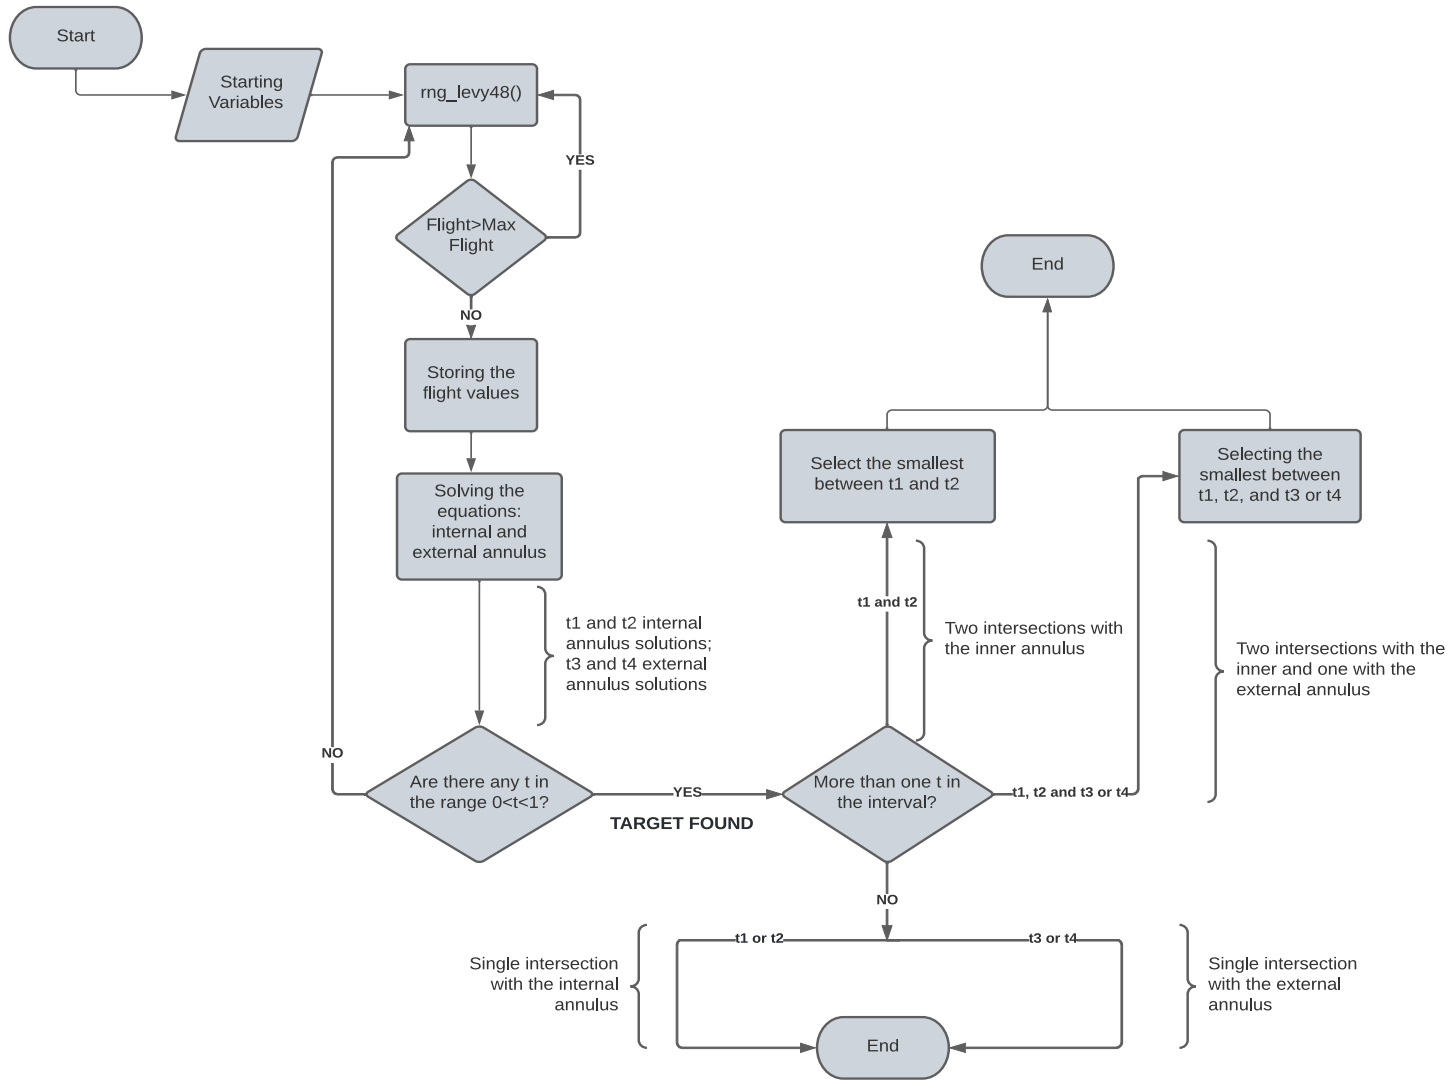 Start
Starting
Variables
rng_levy48()
YES
Flight>Max
Flight
NO
Storing the
flight values
Solving the
equations:
internal and
external annulus
t1 and t2 internal
annulus solutions;
t3 and t4 external
annulus solutions
NO
Are there any t in
the range 0<t<1?
YES
TARGET FOUND
More than one t in
the interval?
t1, t2 and t3 or t4
t1 and t2
Two intersections with
the inner annulus
Two intersections with the
inner and one with the
external annulus
Select the smallest
between t1 and t2
Selecting the
smallest between
t1, t2, and t3 or t4
End
NO
t1 or t2
t3 or t4
Single intersection
with the internal
annulus
Single intersection
with the external
annulus
End